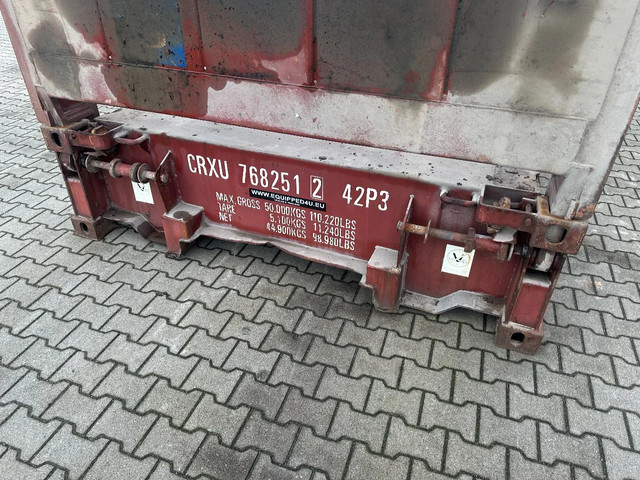 CRXU 768251 2 42P3
WWW.EQUIPPED4U.EU
MAX.GROSS 50.000KGS 110.220LBS
TARE 5.100KGS 11.240LBS
NET 44.900KGS 98.980LBS